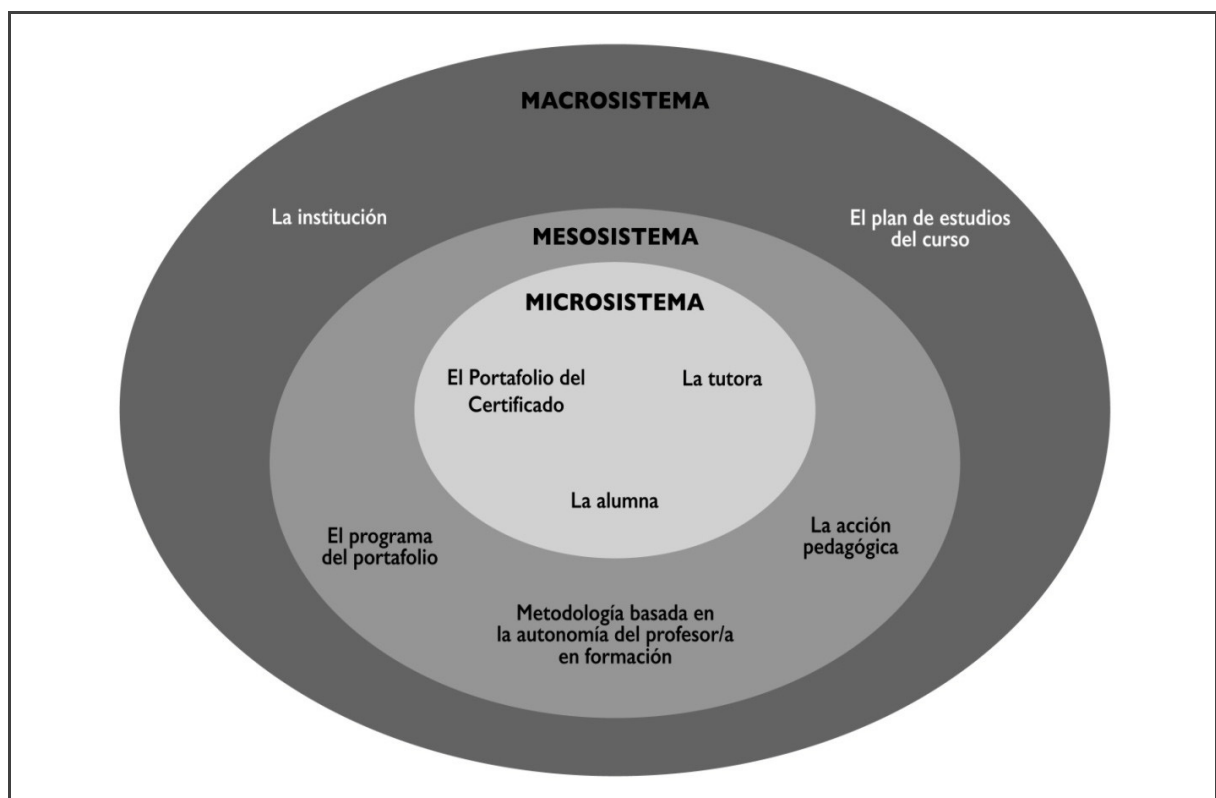 MACROSISTEMA
La institución
El plan de estudios
del curso
MESOSISTEMA
MICROSISTEMA
El Portafolio del
Certificado
La tutora
La alumna
El programa
del portafolio
La acción
pedagógica
Metodología basada en
la autonomía del profesor/a
en formación